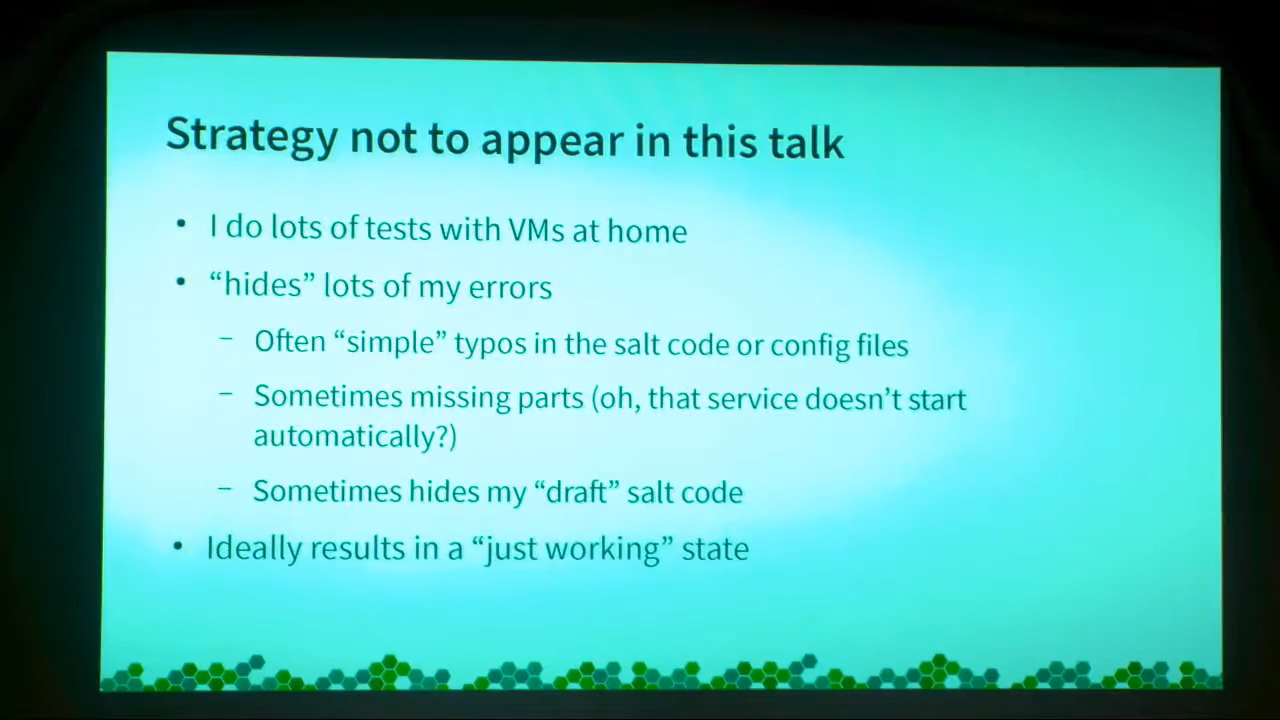 Strategy not to appear in this talk
• I do lots of tests with VMs at home
• “hides” lots of my errors
– Often “simple” typos in the salt code or config files
– Sometimes missing parts (oh, that service doesn’t start
automatically?)
– Sometimes hides my “draft” salt code
• Ideally results in a “just working” state